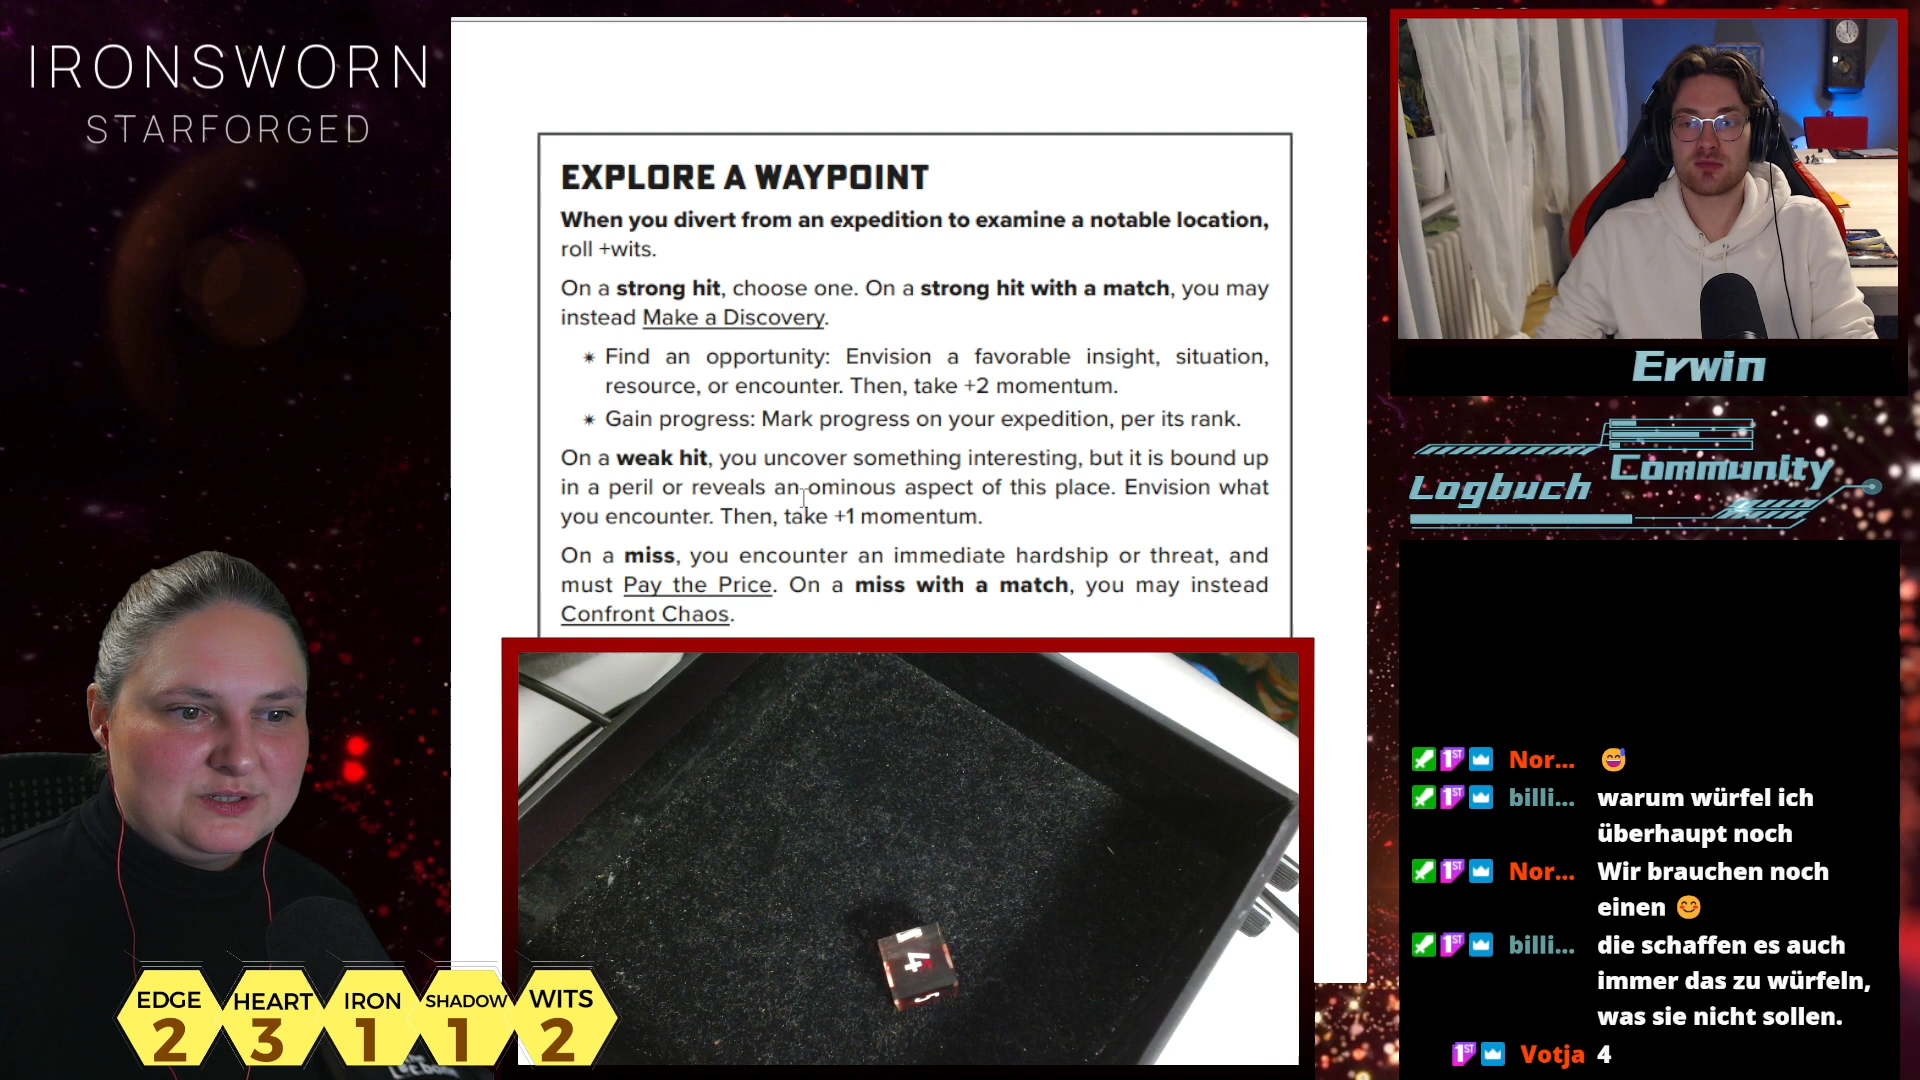 IRONSWORN
STARFORGED
EXPLORE A WAYPOINT
When you divert from an expedition to examine a notable location,
roll +wits.
On a strong hit, choose one. On a strong hit with a match, you may
instead Make a Discovery.
✴ Find an opportunity: Envision a favorable insight, situation,
resource, or encounter. Then, take +2 momentum.
✴ Gain progress: Mark progress on your expedition, per its rank.
On a weak hit, you uncover something interesting, but it is bound up
in a peril or reveals an ominous aspect of this place. Envision what
you encounter. Then, take +1 momentum.
On a miss, you encounter an immediate hardship or threat, and
must Pay the Price. On a miss with a match, you may instead
Confront Chaos.
4
EDGE
2
HEART
3
IRON
1
SHADOW
1
WITS
2
Erwin
Logbuch Community
1ST Nor... 😅
1ST billi... warum würfel ich
überhaupt noch
1ST Nor... Wir brauchen noch
einen 😊
1ST billi... die schaffen es auch
immer das zu würfeln,
was sie nicht sollen.
1ST Votja 4